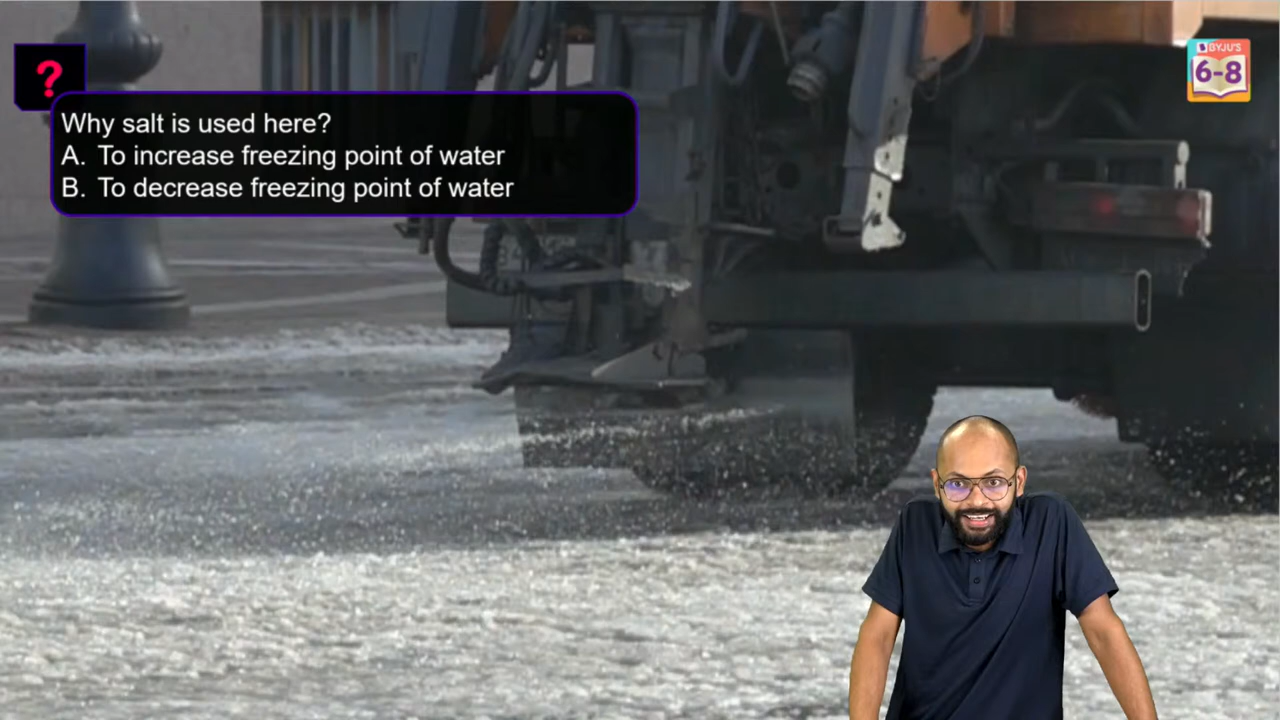 ?
Why salt is used here?
A. To increase freezing point of water
B. To decrease freezing point of water
BYJU'S
6-8